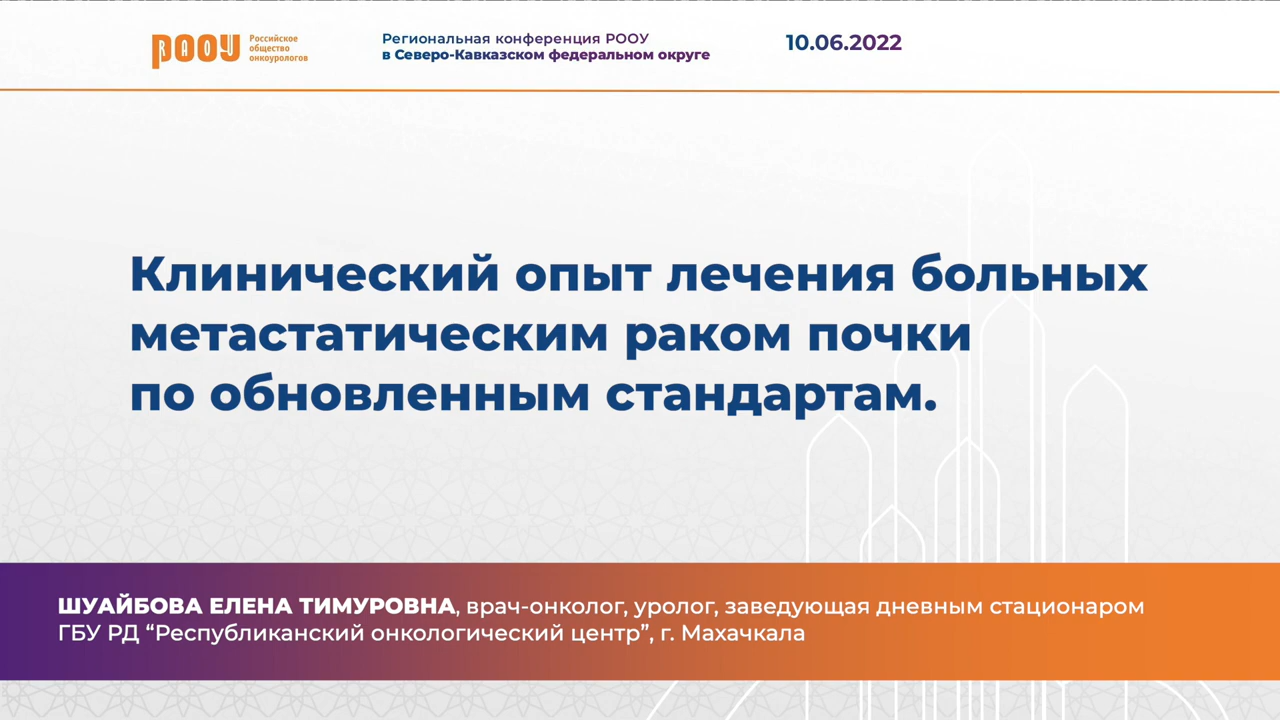 РООУ
Российское
общество
онкоурологов
Региональная конференция РООУ
в Северо-Кавказском федеральном округе
10.06.2022
Клинический опыт лечения больных
метастатическим раком почки
по обновленным стандартам.
ШУАЙБОВА ЕЛЕНА ТИМУРОВНА, врач-онколог, уролог, заведующая дневным стационаром
ГБУ РД “Республиканский онкологический центр”, г. Махачкала